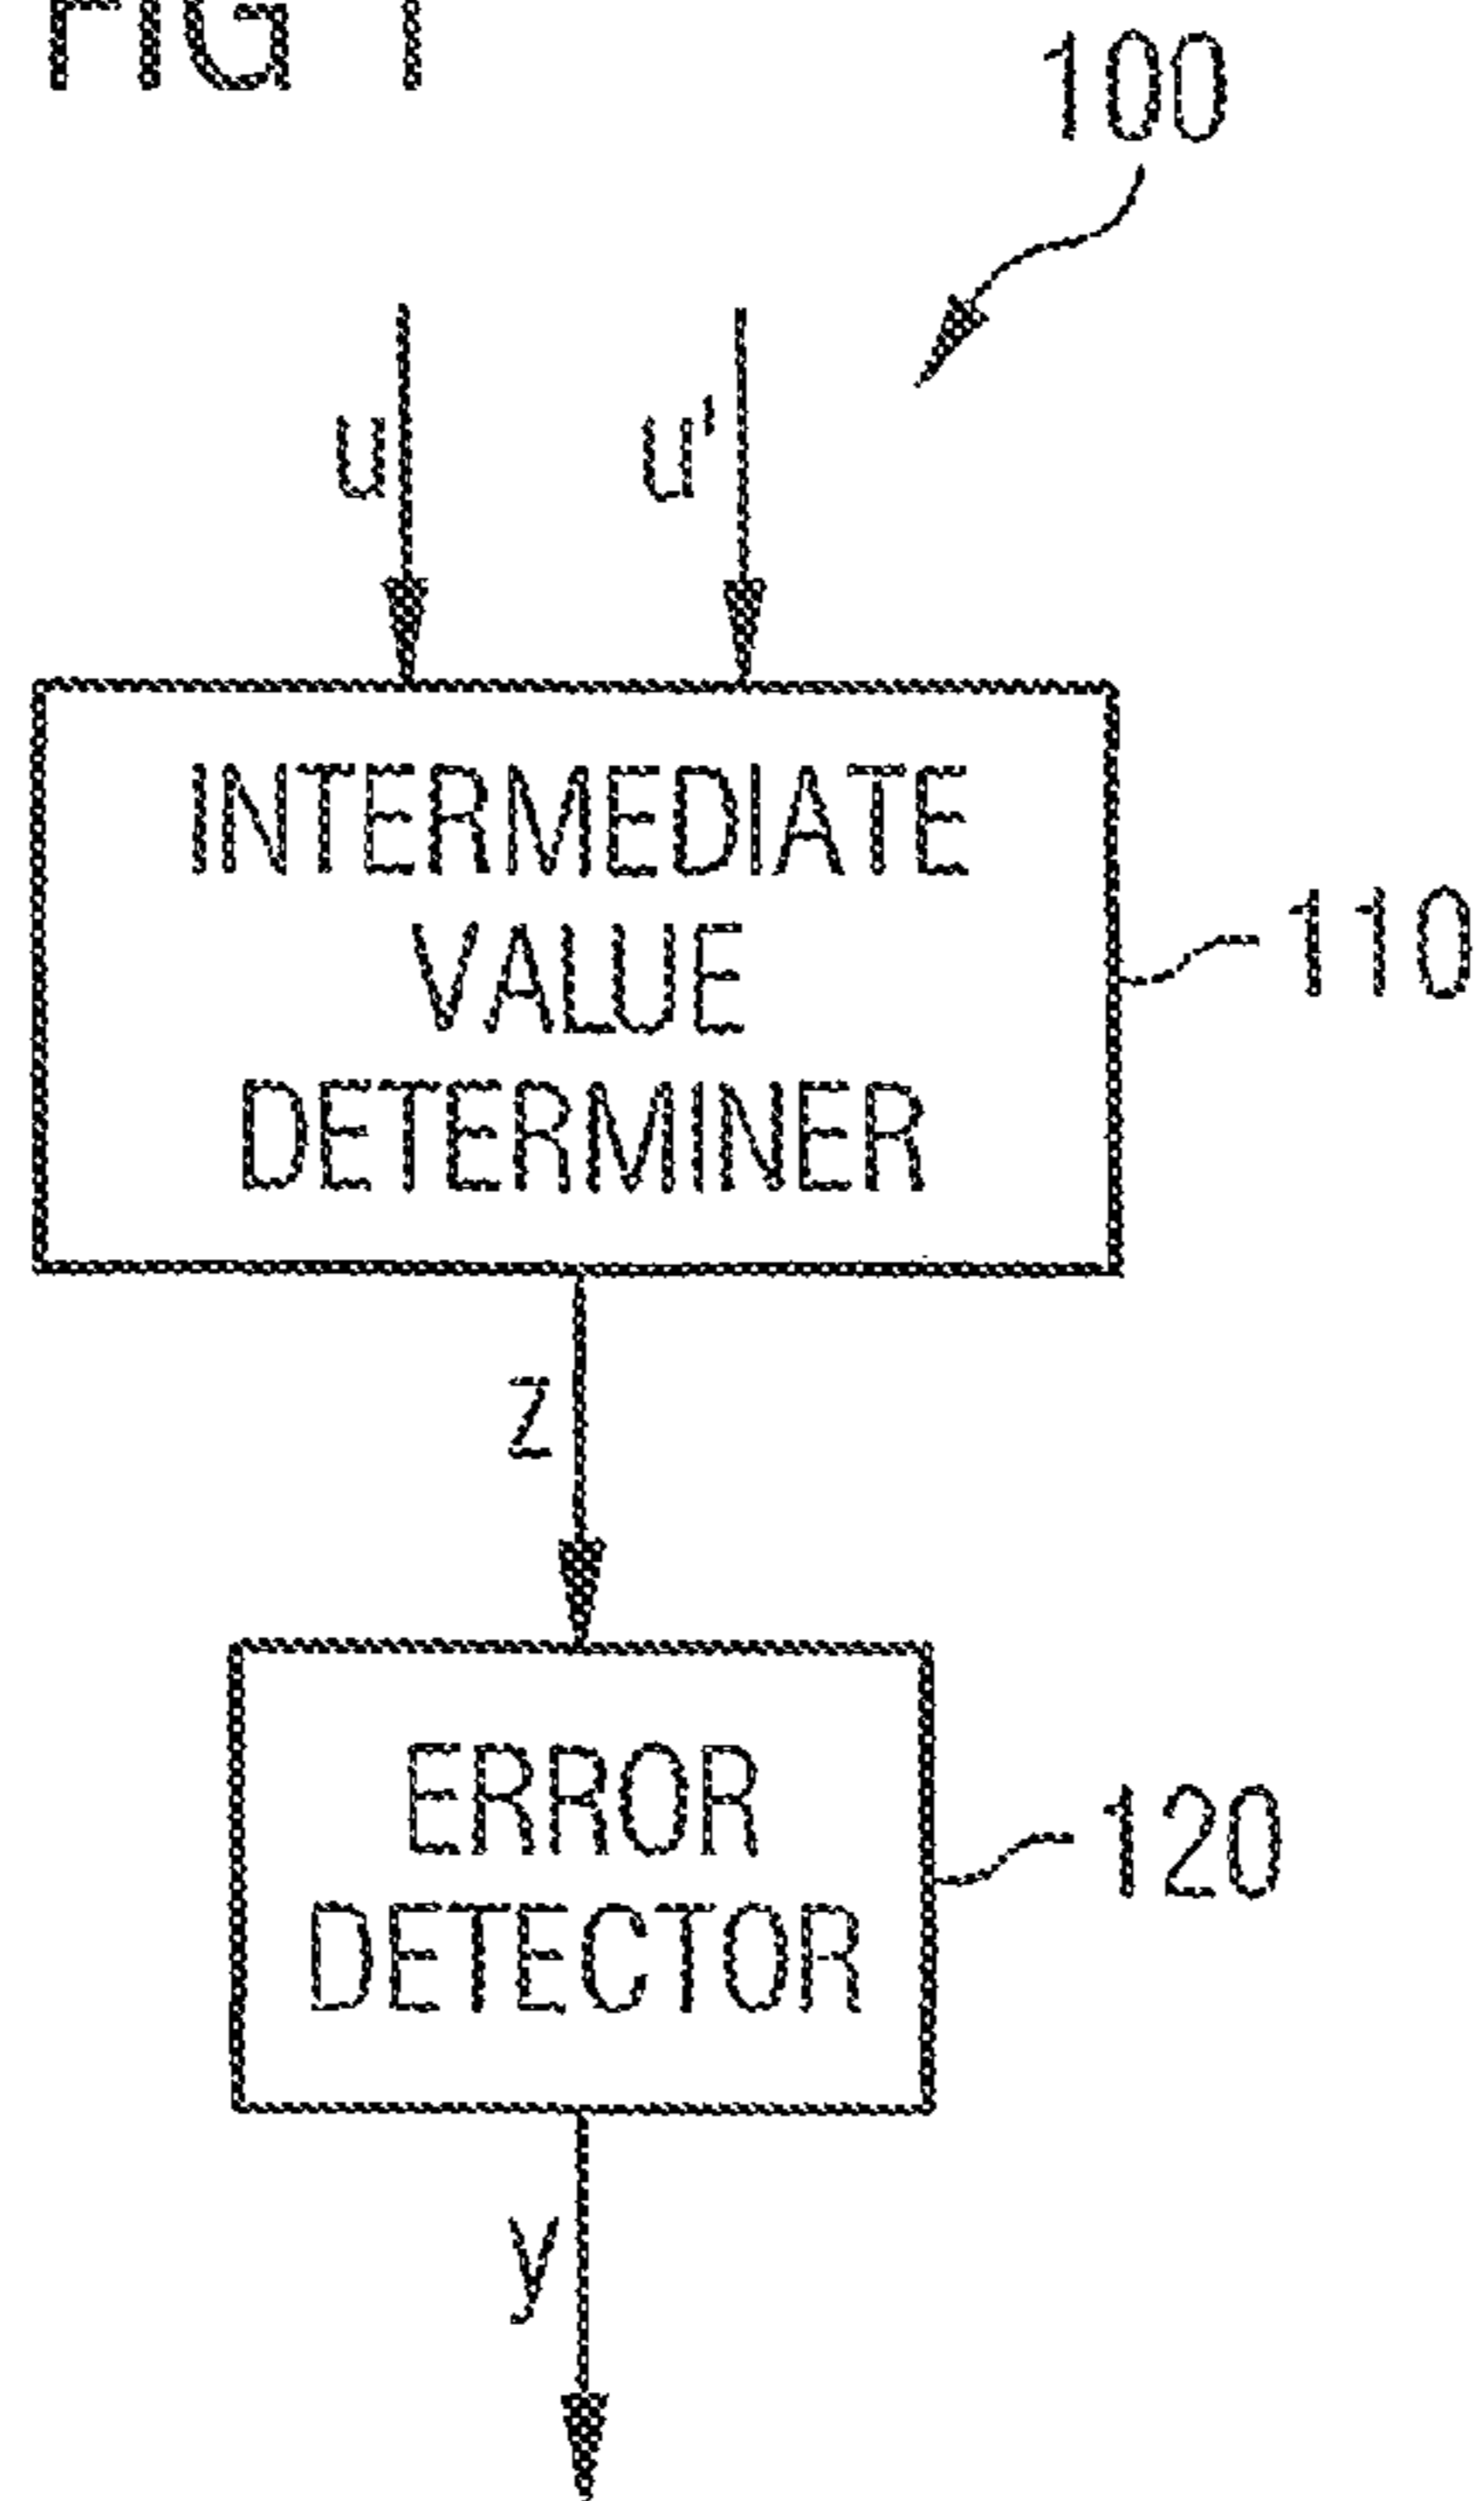 FIG 1
100
u
u'
INTERMEDIATE
VALUE
DETERMINER
110
z
ERROR
DETECTOR
120
y